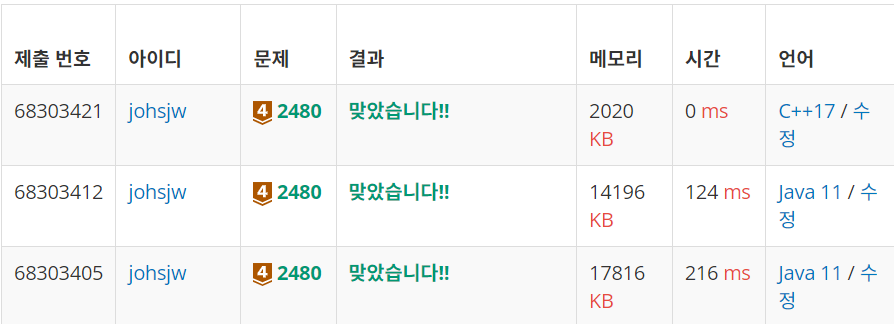 제출 번호 아이디 문제 결과 메모리 시간 언어
68303421 johsjw 4 2480 맞았습니다!! 2020 KB 0 ms C++17 / 수정
68303412 johsjw 4 2480 맞았습니다!! 14196 KB 124 ms Java 11 / 수정
68303405 johsjw 4 2480 맞았습니다!! 17816 KB 216 ms Java 11 / 수정